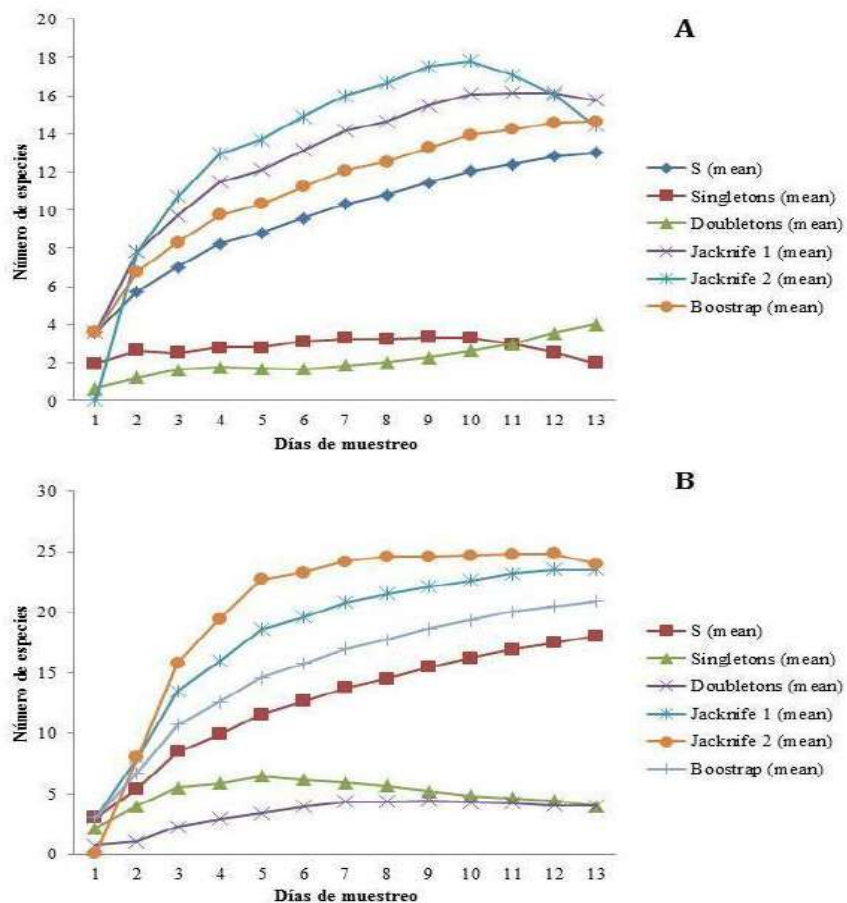 A
20
18
16
14
12
10
8
6
4
2
0
Número de especies
1 2 3 4 5 6 7 8 9 10 11 12 13
Días de muestreo
S (mean)
Singletons (mean)
Doubletons (mean)
Jacknife 1 (mean)
Jacknife 2 (mean)
Boostrap (mean)
B
30
25
20
15
10
5
0
Número de especies
1 2 3 4 5 6 7 8 9 10 11 12 13
Días de muestreo
S (mean)
Singletons (mean)
Doubletons (mean)
Jacknife 1 (mean)
Jacknife 2 (mean)
Boostrap (mean)